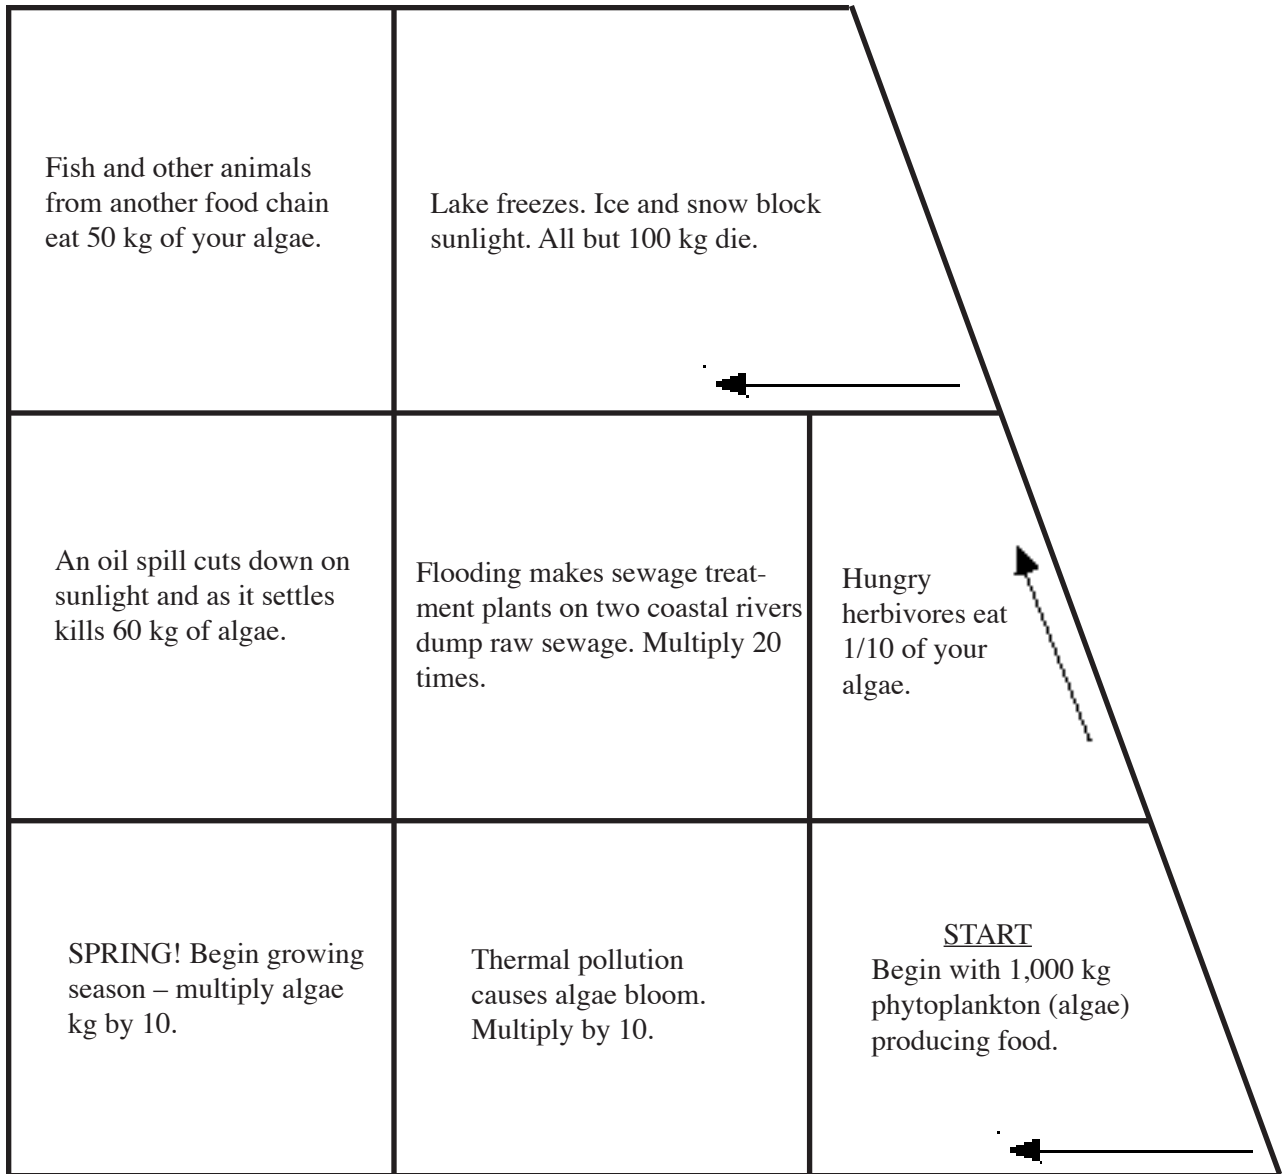 Fish and other animals
from another food chain
eat 50 kg of your algae.
Lake freezes. Ice and snow block
sunlight. All but 100 kg die.
An oil spill cuts down on
sunlight and as it settles
kills 60 kg of algae.
Flooding makes sewage treat-
ment plants on two coastal rivers
dump raw sewage. Multiply 20
times.
Hungry
herbivores eat
1/10 of your
algae.
SPRING! Begin growing
season – multiply algae
kg by 10.
Thermal pollution
causes algae bloom.
Multiply by 10.
START
Begin with 1,000 kg
phytoplankton (algae)
producing food.